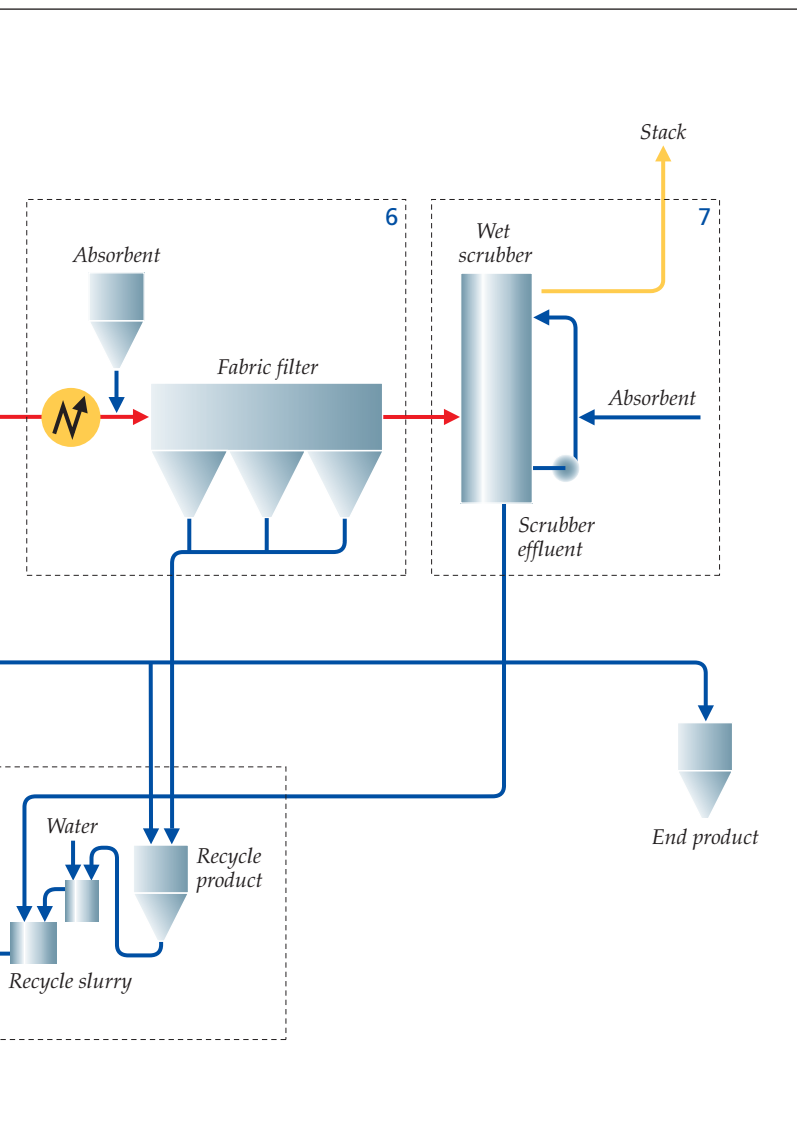 Stack
6
7
Wet
scrubber
Absorbent
Fabric filter
Absorbent
Scrubber
effluent
Water
Recycle
product
End product
Recycle slurry